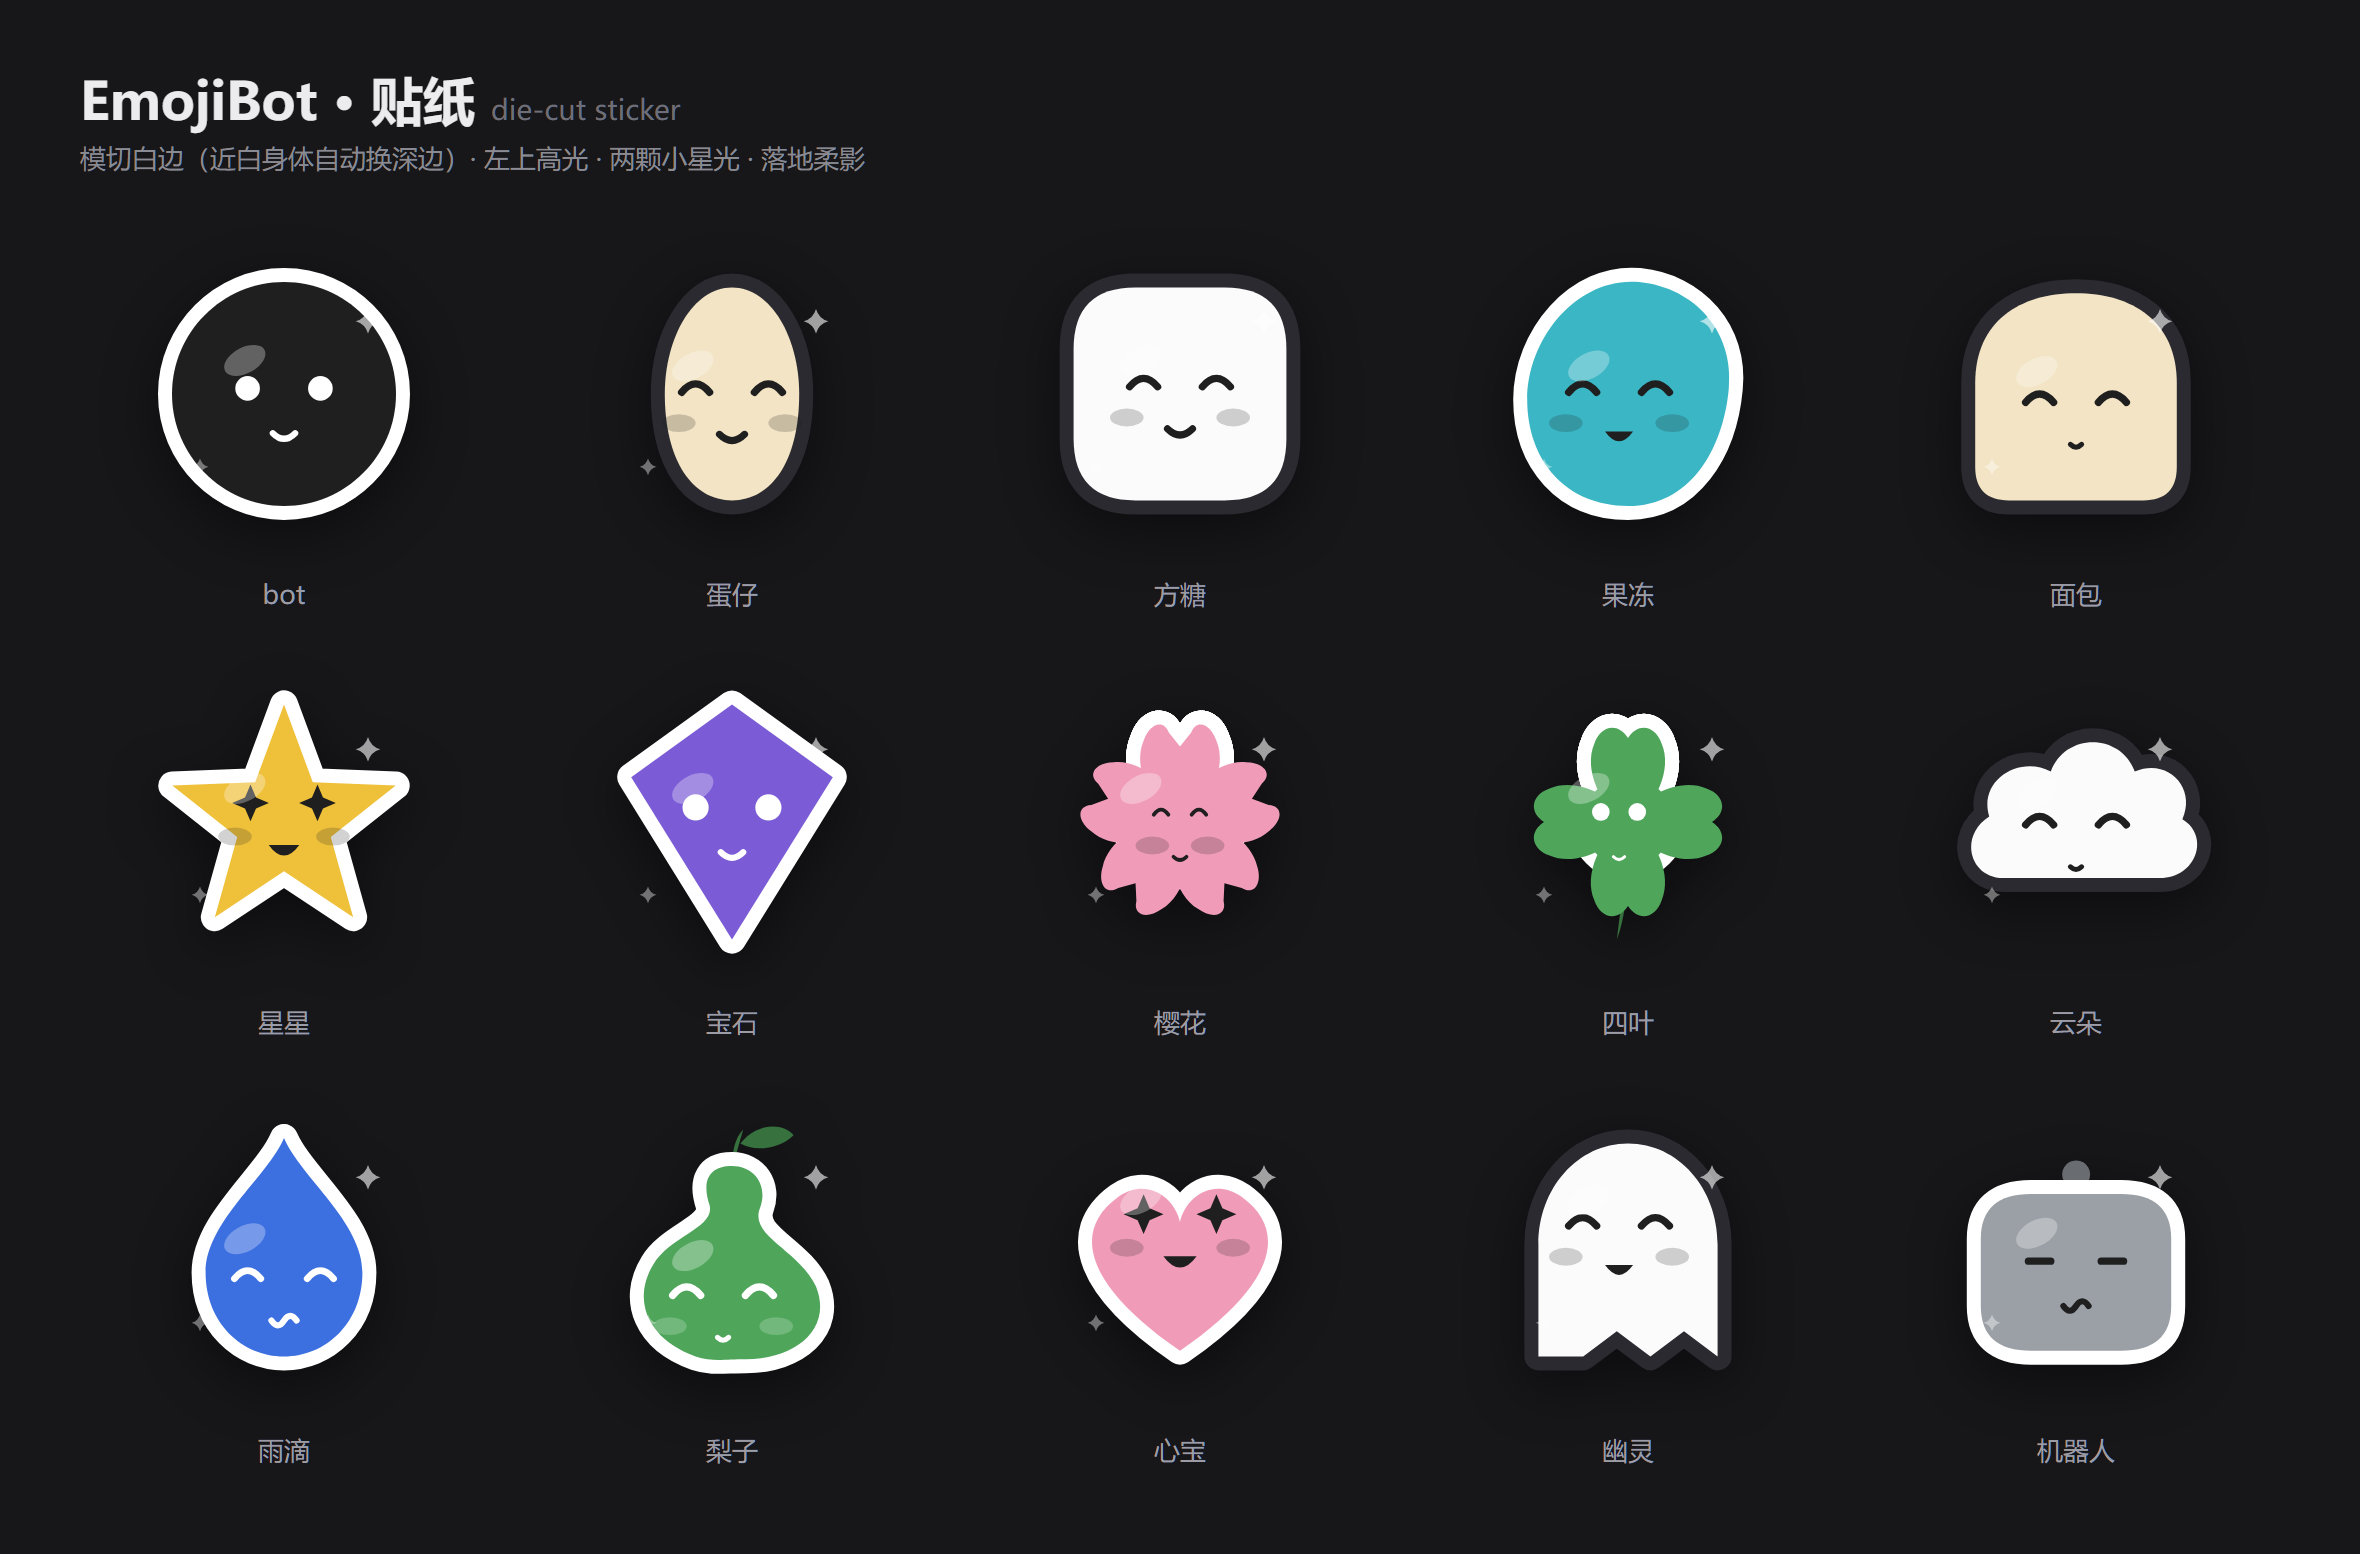 EmojiBot · 贴纸 die-cut sticker
模切白边（近白身体自动换深边）· 左上高光 · 两颗小星光 · 落地柔影
bot
蛋仔
方糖
果冻
面包
星星
宝石
樱花
四叶
云朵
雨滴
梨子
心宝
幽灵
机器人